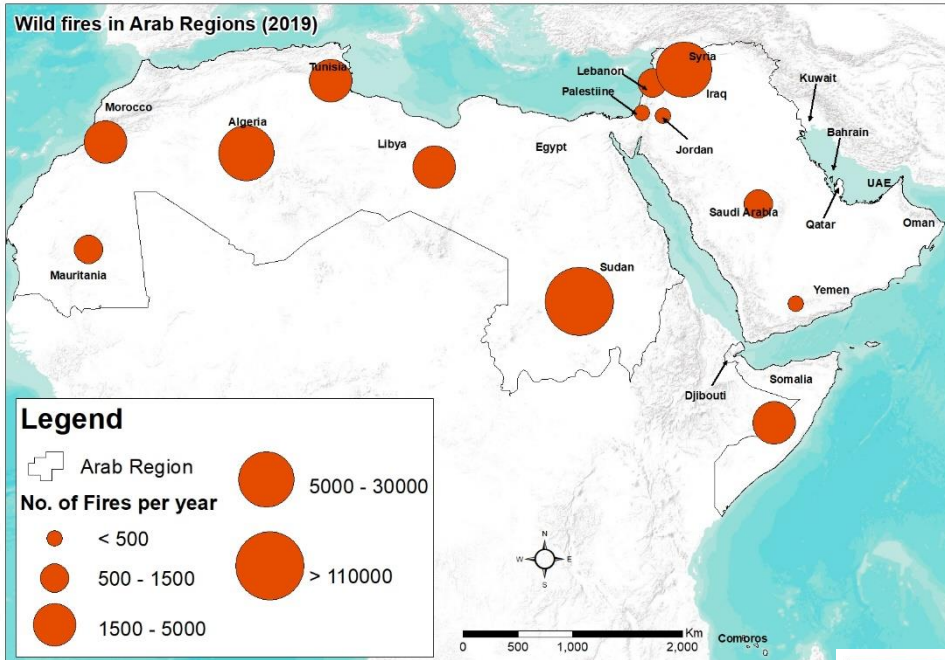 Wild fires in Arab Regions (2019)
Tunisia
Morocco
Algeria
Libya
Egypt
Lebanon
Palestiine
Syria
Iraq
Jordan
Kuwait
Bahrain
UAE
Qatar
Oman
Saudi Arabia
Yemen
Mauritania
Sudan
Djibouti
Somalia
Comoros
Legend
Arab Region
No. of Fires per year
< 500
500 - 1500
1500 - 5000
5000 - 30000
> 110000
N
W E
S
Km
0 500 1,000 2,000